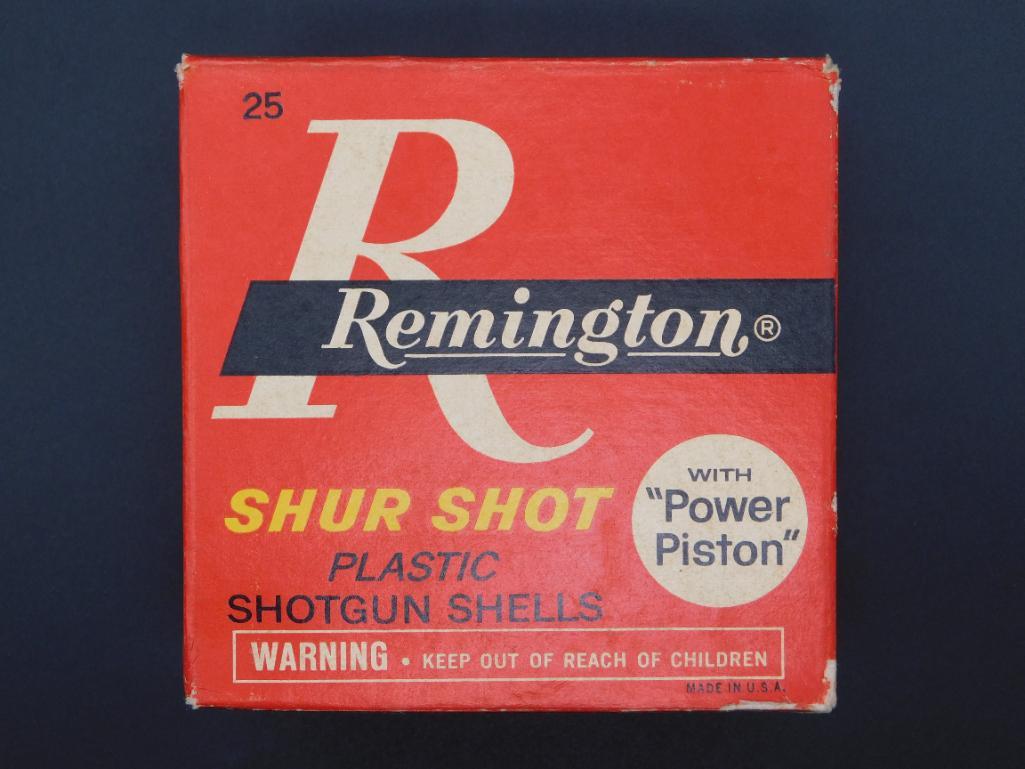 25
R
Remington®
SHUR SHOT
PLASTIC
SHOTGUN SHELLS
WITH
"Power
Piston"
WARNING • KEEP OUT OF REACH OF CHILDREN
MADE IN U.S.A.